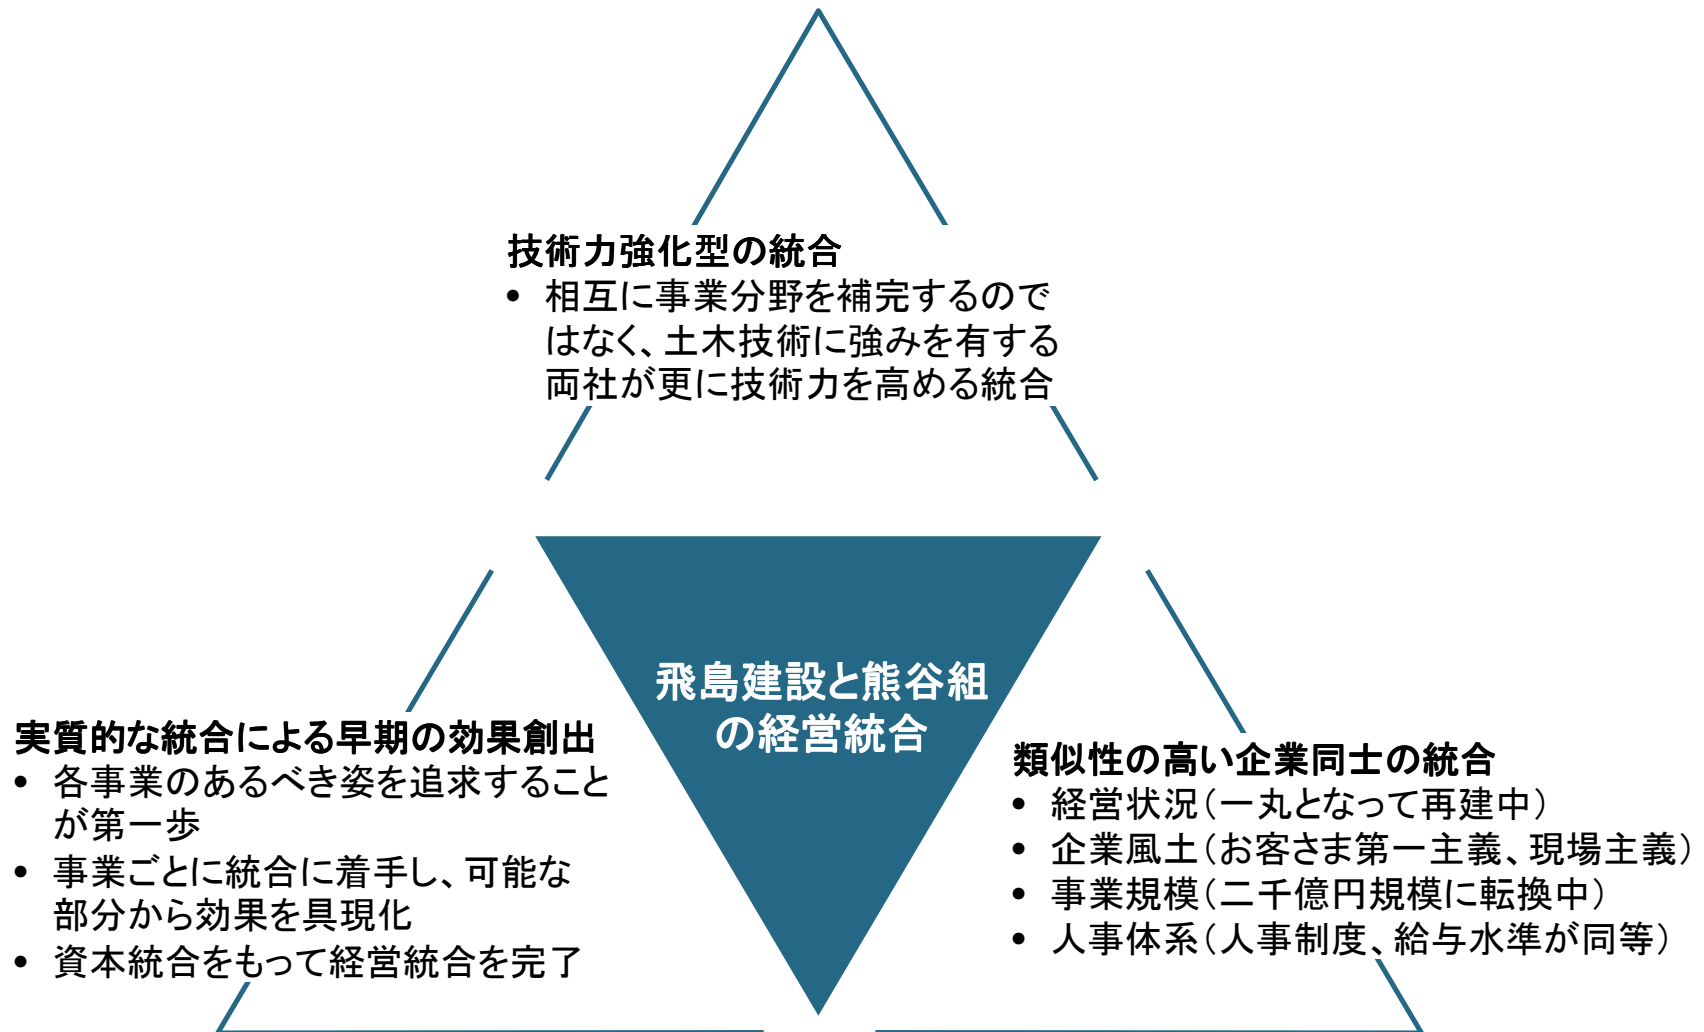 技術力強化型の統合
• 相互に事業分野を補完するので
はなく、土木技術に強みを有する
両社が更に技術力を高める統合
飛島建設と熊谷組
の経営統合
実質的な統合による早期の効果創出
• 各事業のあるべき姿を追求すること
が第一歩
• 事業ごとに統合に着手し、可能な
部分から効果を具現化
• 資本統合をもって経営統合を完了
類似性の高い企業同士の統合
• 経営状況（一丸となって再建中）
• 企業風土（お客さま第一主義、現場主義）
• 事業規模（二千億円規模に転換中）
• 人事体系（人事制度、給与水準が同等）